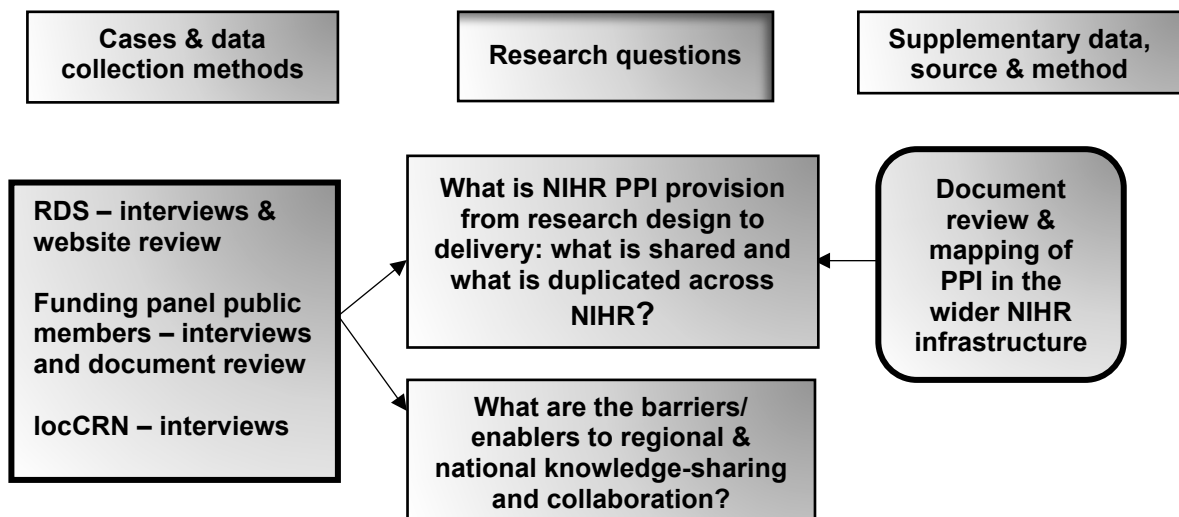 Cases & data
collection methods
Research questions
Supplementary data,
source & method
RDS – interviews &
website review
Funding panel public
members – interviews
and document review
locCRN – interviews
What is NIHR PPI provision
from research design to
delivery: what is shared and
what is duplicated across
NIHR?
What are the barriers/
enablers to regional &
national knowledge-sharing
and collaboration?
Document
review &
mapping of
PPI in the
wider NIHR
infrastructure